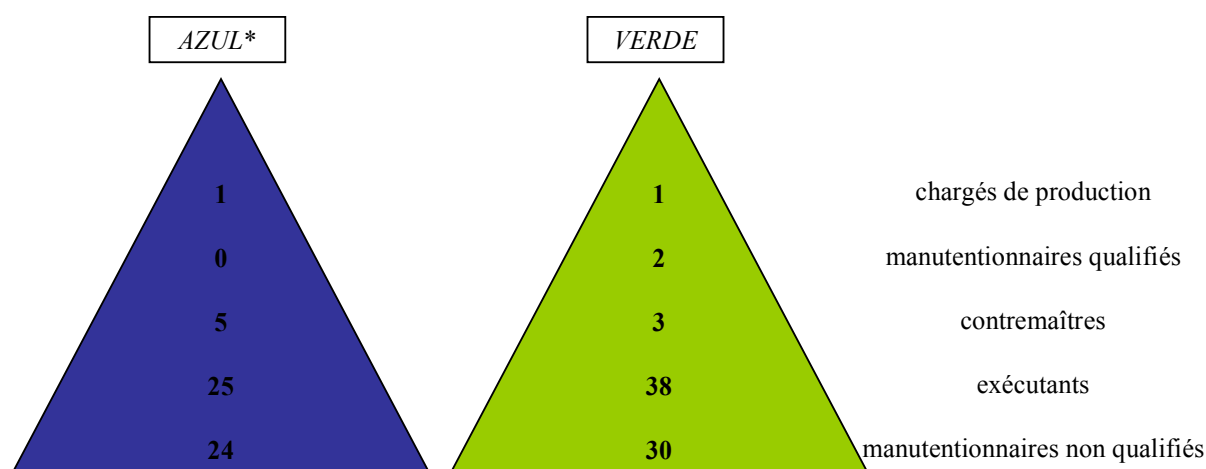 AZUL* VERDE
1 1 chargés de production
0 2 manutentionnaires qualifiés
5 3 contremaîtres
25 38 exécutants
24 30 manutentionnaires non qualifiés